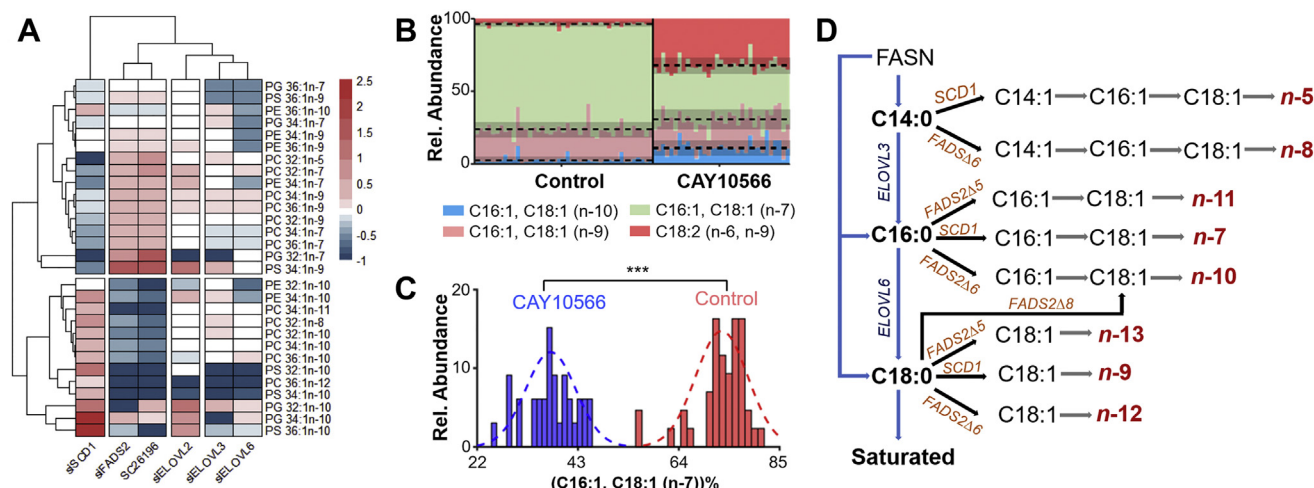 A
PG 36:1n-7
PS 36:1n-9
PE 36:1n-10
PG 34:1n-7
PE 34:1n-9
PE 36:1n-9
PC 32:1n-5
PC 32:1n-7
PE 34:1n-7
PC 34:1n-9
PC 36:1n-9
PC 32:1n-9
PC 34:1n-7
PC 36:1n-7
PG 32:1n-7
PS 34:1n-9
PE 32:1n-10
PE 34:1n-10
PC 34:1n-11
PC 32:1n-8
PC 32:1n-10
PC 34:1n-10
PC 36:1n-10
PS 32:1n-10
PC 36:1n-12
PS 34:1n-10
PG 32:1n-10
PG 34:1n-10
PS 36:1n-10
2.5
2
1.5
1
0.5
0
-0.5
-1
siSCD1
siFADS2
SC26196
siELOVL2
siELOVL3
siELOVL6
B
Rel. Abundance
100
50
0
Control CAY10566
C16:1, C18:1 (n-10) C16:1, C18:1 (n-7)
C16:1, C18:1 (n-9) C18:2 (n-6, n-9)
C
***
CAY10566 Control
Rel. Abundance
20
10
0
22 43 64 85
(C16:1, C18:1 (n-7))%
D
FASN
SCD1
C14:1 C16:1 C18:1 n-5
C14:0
FADSΔ6
C14:1 C16:1 C18:1 n-8
ELOVL3
FADS2Δ5
C16:1 C18:1 n-11
C16:0
SCD1
C16:1 C18:1 n-7
FADS2Δ6
C16:1 C18:1 n-10
FADS2Δ8
ELOVL6
FADS2Δ5
C18:1 n-13
C18:0
SCD1
C18:1 n-9
FADS2Δ6
C18:1 n-12
Saturated